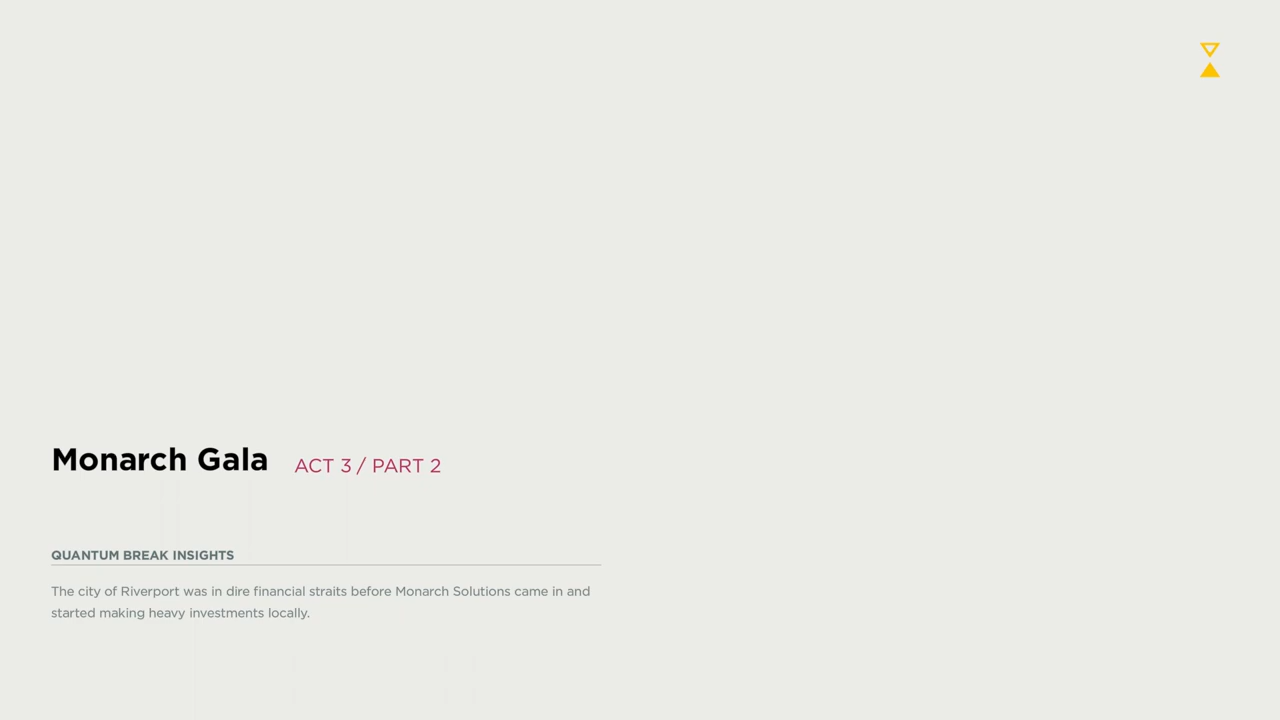 Monarch Gala ACT 3 / PART 2
QUANTUM BREAK INSIGHTS
The city of Riverport was in dire financial straits before Monarch Solutions came in and
started making heavy investments locally.